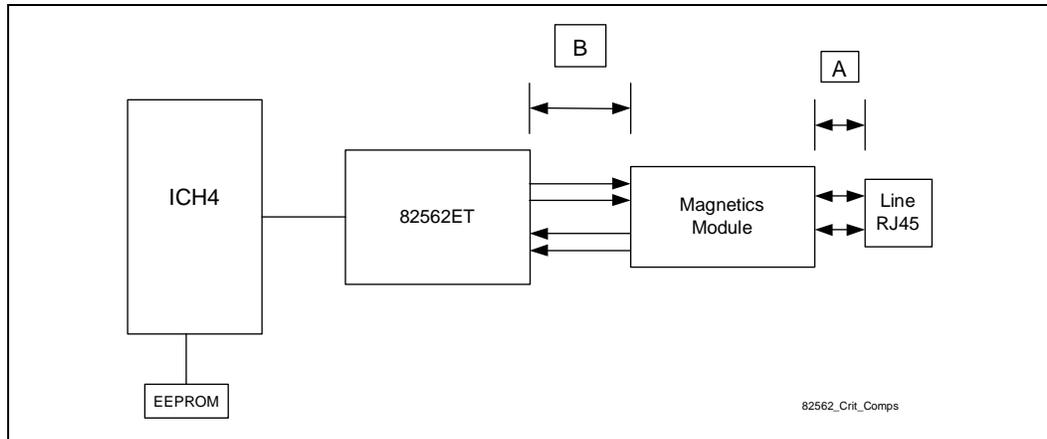 B
A
ICH4
82562ET
Magnetics
Module
Line
RJ45
EEPROM
82562_Crit_Comps